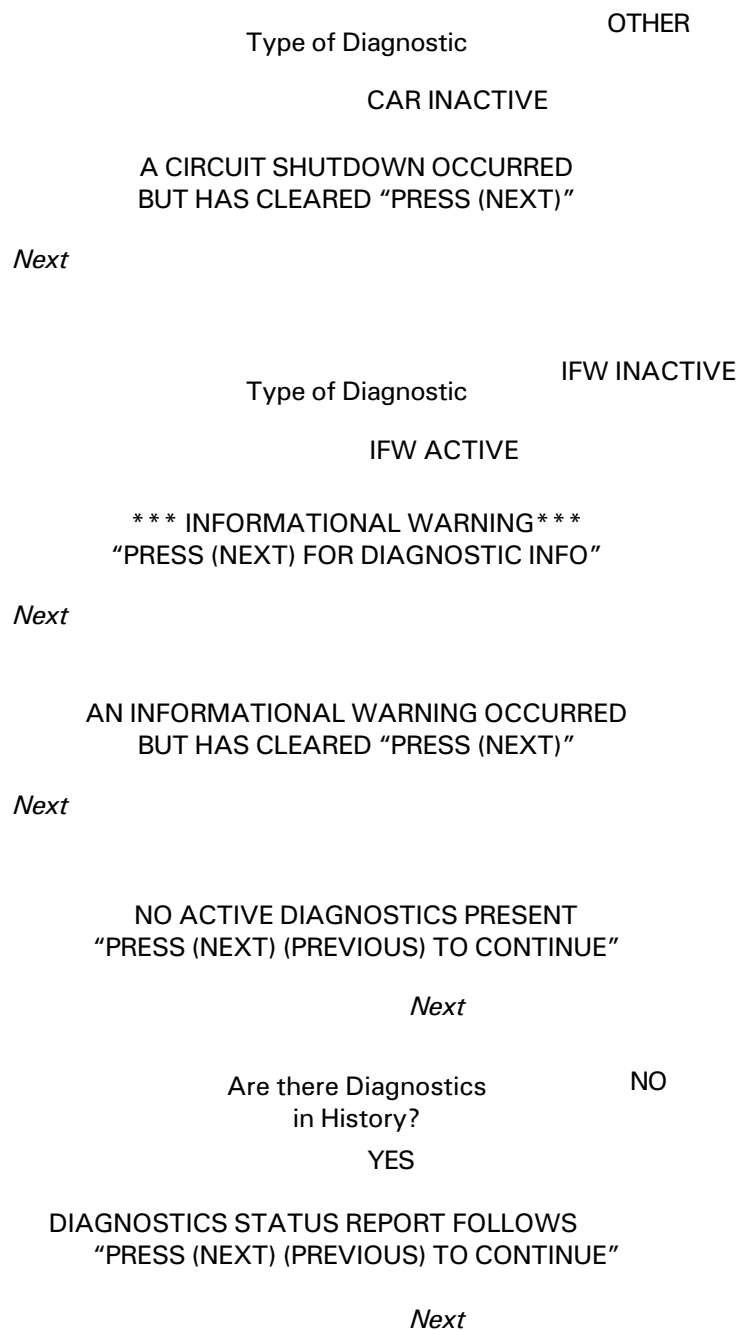 OTHER
Type of Diagnostic
CAR INACTIVE
A CIRCUIT SHUTDOWN OCCURRED
BUT HAS CLEARED “PRESS (NEXT)”
Next
IFW INACTIVE
Type of Diagnostic
IFW ACTIVE
*** INFORMATIONAL WARNING***
“PRESS (NEXT) FOR DIAGNOSTIC INFO”
Next
AN INFORMATIONAL WARNING OCCURRED
BUT HAS CLEARED “PRESS (NEXT)”
Next
NO ACTIVE DIAGNOSTICS PRESENT
“PRESS (NEXT) (PREVIOUS) TO CONTINUE”
Next
Are there Diagnostics
in History?
NO
YES
DIAGNOSTICS STATUS REPORT FOLLOWS
“PRESS (NEXT) (PREVIOUS) TO CONTINUE”
Next